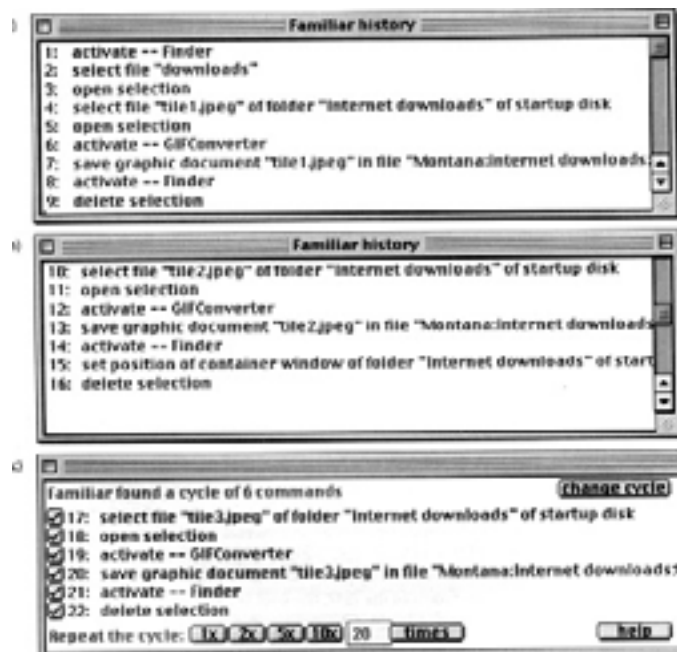 Familiar history
1: activate -- Finder
2: select file "downloads"
3: open selection
4: select file "tile1.jpeg" of folder "Internet downloads" of startup disk
5: open selection
6: activate -- GIFConverter
7: save graphic document "tile1.jpeg" in file "Montana:Internet downloads
8: activate -- Finder
9: delete selection
Familiar history
10: select file "tile2.jpeg" of folder "Internet downloads" of startup disk
11: open selection
12: activate -- GIFConverter
13: save graphic document "tile2.jpeg" in file "Montana:Internet downloads
14: activate -- Finder
15: set position of container window of folder "Internet downloads" of start
16: delete selection
Familiar found a cycle of 6 commands
change cycle
17: select file "tile3.jpeg" of folder "Internet downloads" of startup disk
18: open selection
19: activate -- GIFConverter
20: save graphic document "tile3.jpeg" in file "Montana:Internet downloads:
21: activate -- Finder
22: delete selection
Repeat the cycle: 1x 2x 5x 10x 20 times help